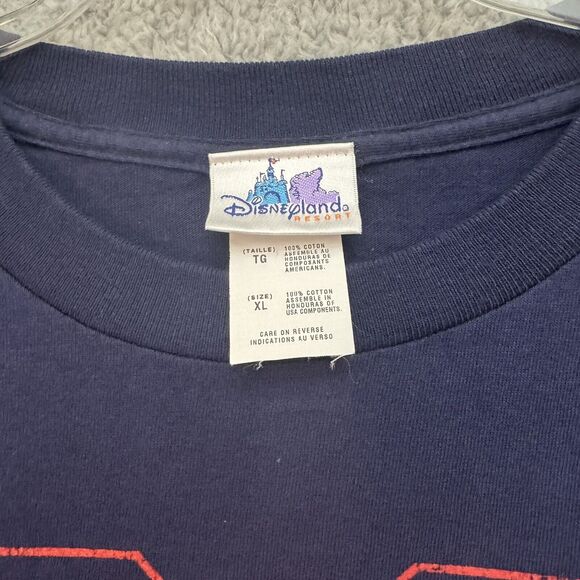 Disneyland®
RESORT
(TAILLE)
TG
100% COTON
ASSEMBLE AU
HONDURAS DE
COMPOSANTS
AMERICANS.
(SIZE)
XL
100% COTTON
ASSEMBLE IN
HONDURAS OF
USA COMPONENTS.
CARE ON REVERSE
INDICATIONS AU VERSO